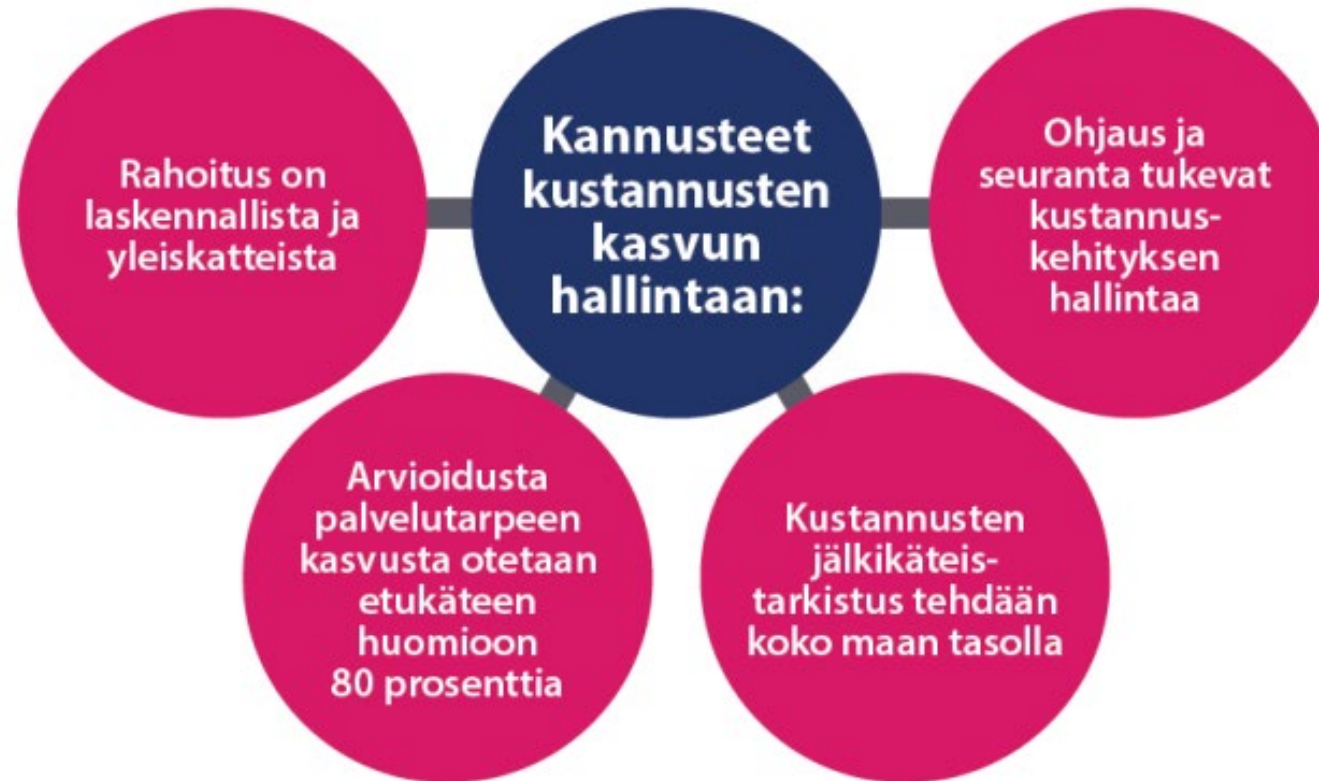 Kannusteet
kustannusten
kasvun
hallintaan:
Rahoitus on
laskennallista ja
yleiskatteista
Arvioidusta
palvelutarpeen
kasvusta otetaan
etukäteen
huomioon
80 prosenttia
Kustannusten
jälkikäteis-
tarkistus tehdään
koko maan tasolla
Ohjaus ja
seuranta tukevat
kustannus-
kehityksen
hallintaa